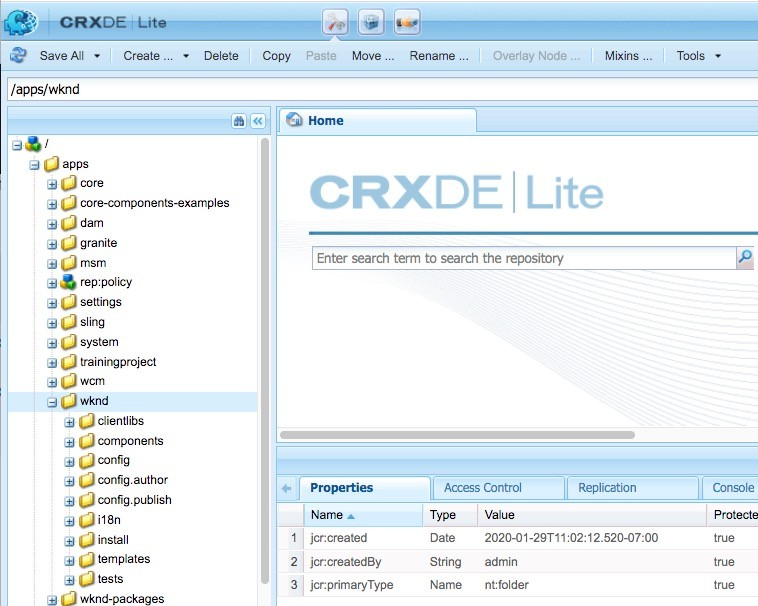 CRXDE | Lite
Save All Create ... Delete Copy Paste Move ... Rename ... Overlay Node ... Mixins ... Tools
/apps/wknd
Home
/
apps
core
core-components-examples
dam
granite
msm
rep:policy
settings
sling
system
trainingproject
wcm
wknd
clientlibs
components
config
config.author
config.publish
i18n
install
templates
tests
wknd-packages
CRXDE | Lite
Enter search term to search the repository
Properties Access Control Replication Console
Name Type Value Protecte
1 jcr:created Date 2020-01-29T11:02:12.520-07:00 true
2 jcr:createdBy String admin true
3 jcr:primaryType Name nt:folder true